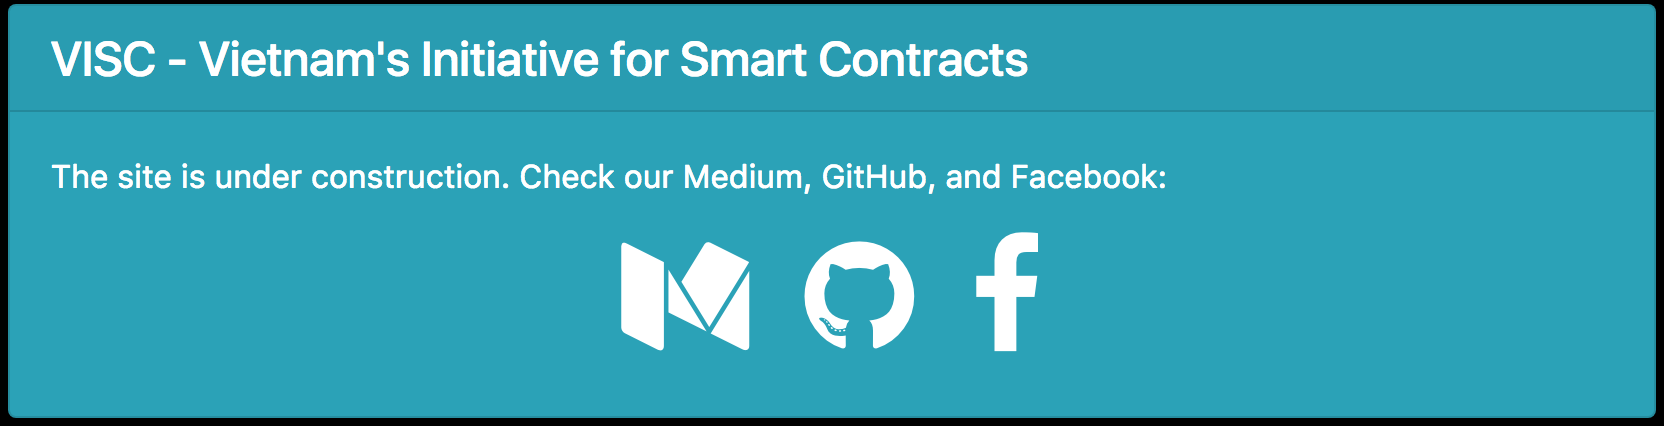 VISC - Vietnam's Initiative for Smart Contracts
The site is under construction. Check our Medium, GitHub, and Facebook: